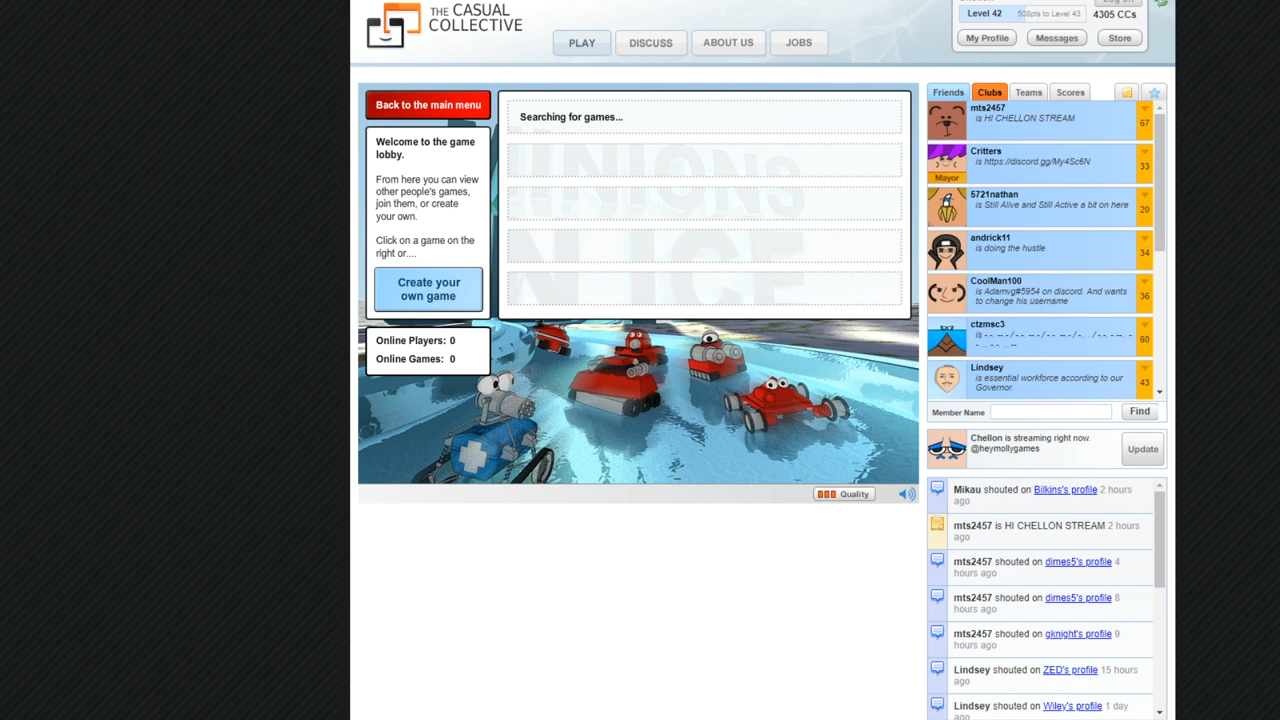 THE CASUAL
COLLECTIVE
PLAY
DISCUSS
ABOUT US
JOBS
Level 42
508pts to Level 43
4305 CCs
My Profile
Messages
Store
Back to the main menu
Welcome to the game
lobby.
From here you can view
other people's games,
join them, or create
your own.
Click on a game on the
right or....
Create your
own game
Online Players: 0
Online Games: 0
Searching for games...
MINIONS
ON ICE
Quality
Friends
Clubs
Teams
Scores
mts2457
is HI CHELLON STREAM
67
Critters
is https://discord.gg/My4Sc6N
33
Mayor
5721nathan
is Still Alive and Still Active a bit on here
20
andrick11
is doing the hustle
34
CoolMan100
is Adamvg#5954 on discord. And wants
to change his username
36
ctzmsc3
60
Lindsey
is essential workforce according to our
Governor.
43
Member Name
Find
Chellon is streaming right now.
@heymollygames
Update
Mikau shouted on Bilkins's profile 2 hours
ago
mts2457 is HI CHELLON STREAM 2 hours
ago
mts2457 shouted on dimes5's profile 4
hours ago
mts2457 shouted on dimes5's profile 8
hours ago
mts2457 shouted on gknight's profile 9
hours ago
Lindsey shouted on ZED's profile 15 hours
ago
Lindsey shouted on Wiley's profile 1 day
ago